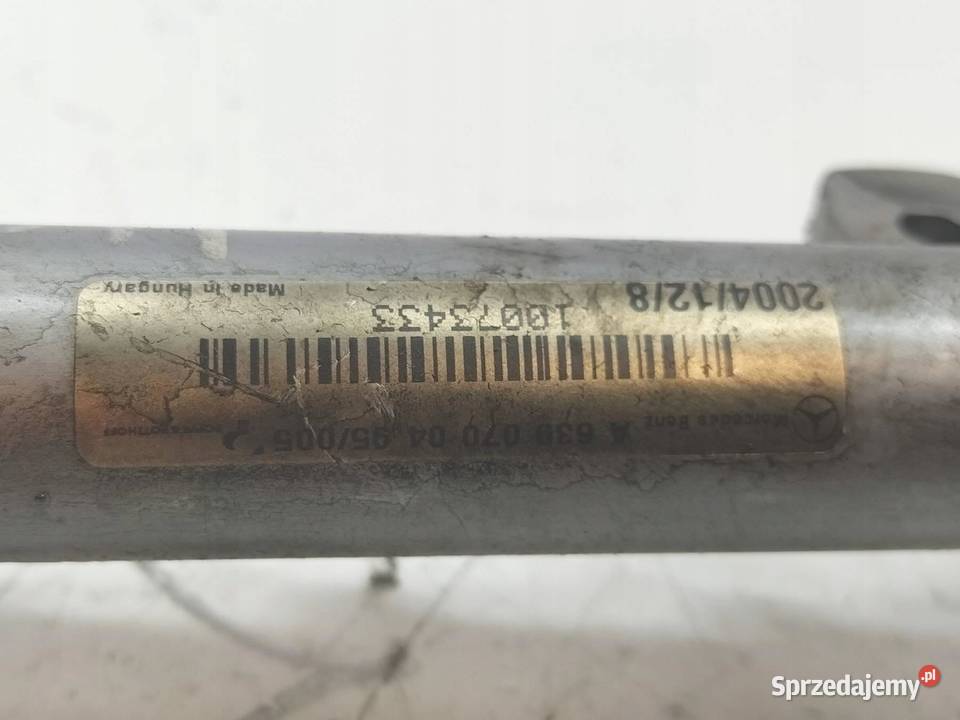 Mercedes Benz A 639 070 04 95/005
10073433
2004/12/8 Made in Hungary
Sprzedajemy.pl